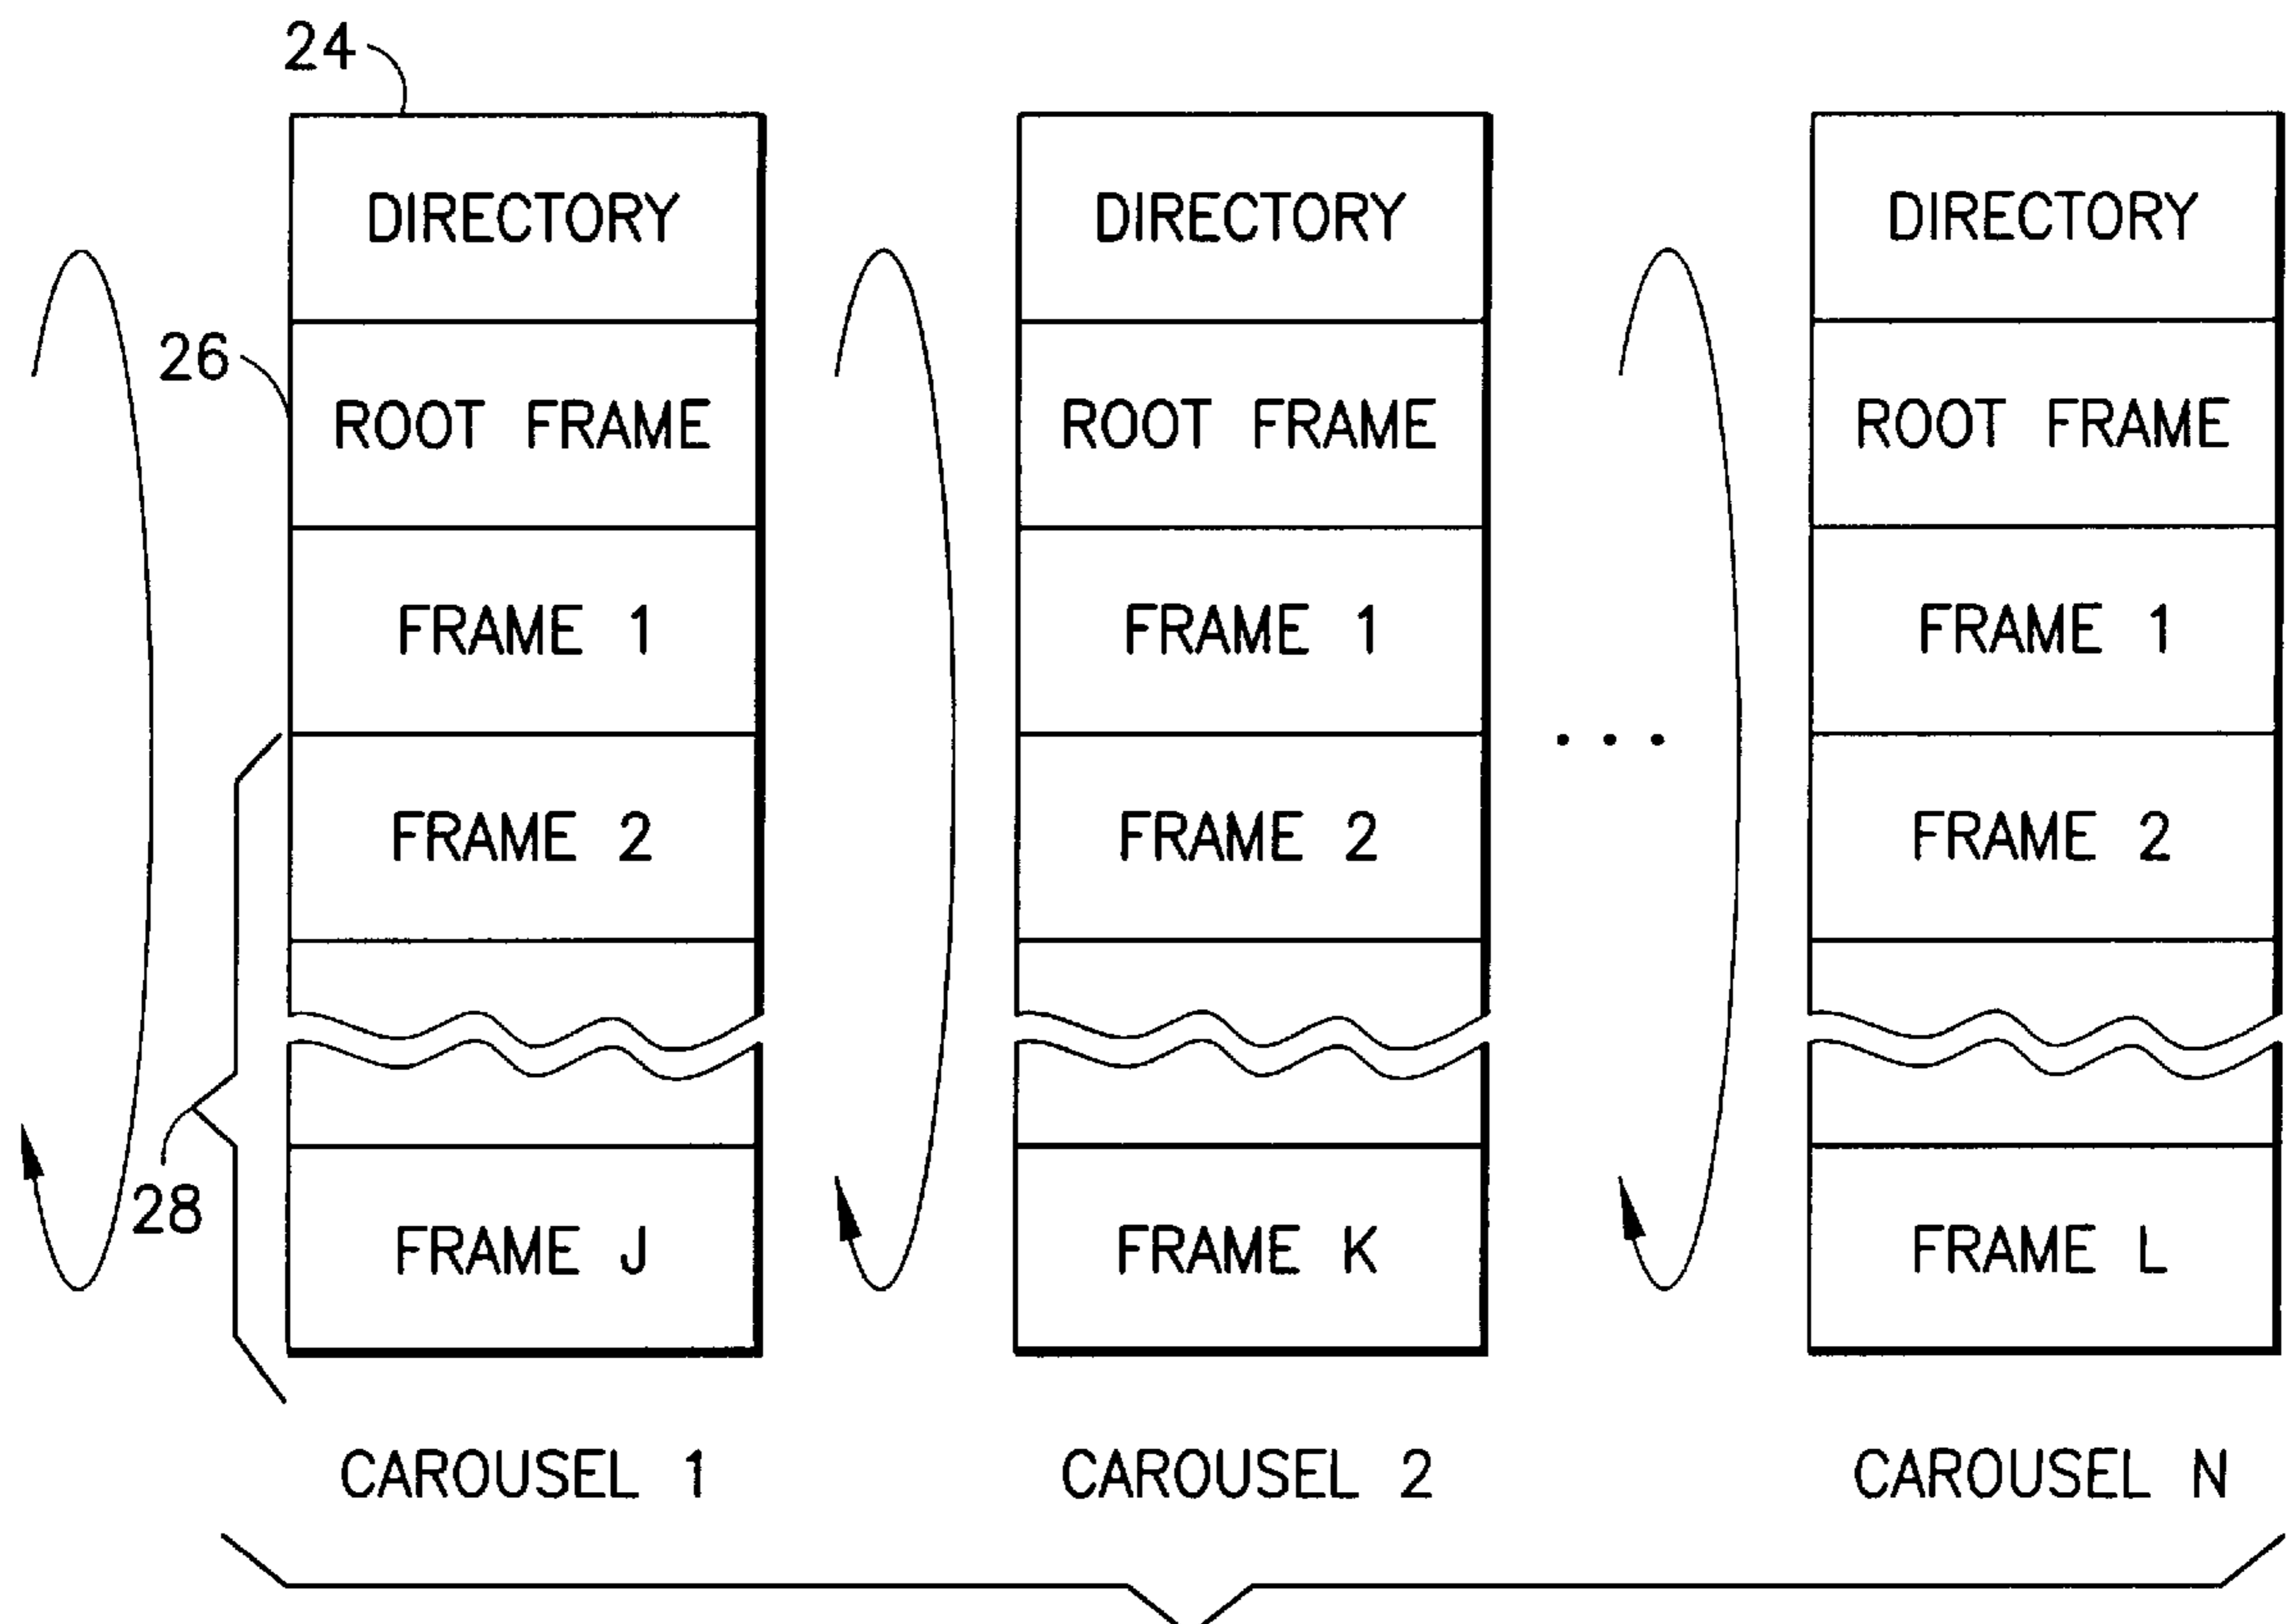 24
DIRECTORY DIRECTORY DIRECTORY
26
ROOT FRAME ROOT FRAME ROOT FRAME
FRAME 1 FRAME 1 FRAME 1
• • •
FRAME 2 FRAME 2 FRAME 2
28
FRAME J FRAME K FRAME L
CAROUSEL 1 CAROUSEL 2 CAROUSEL N